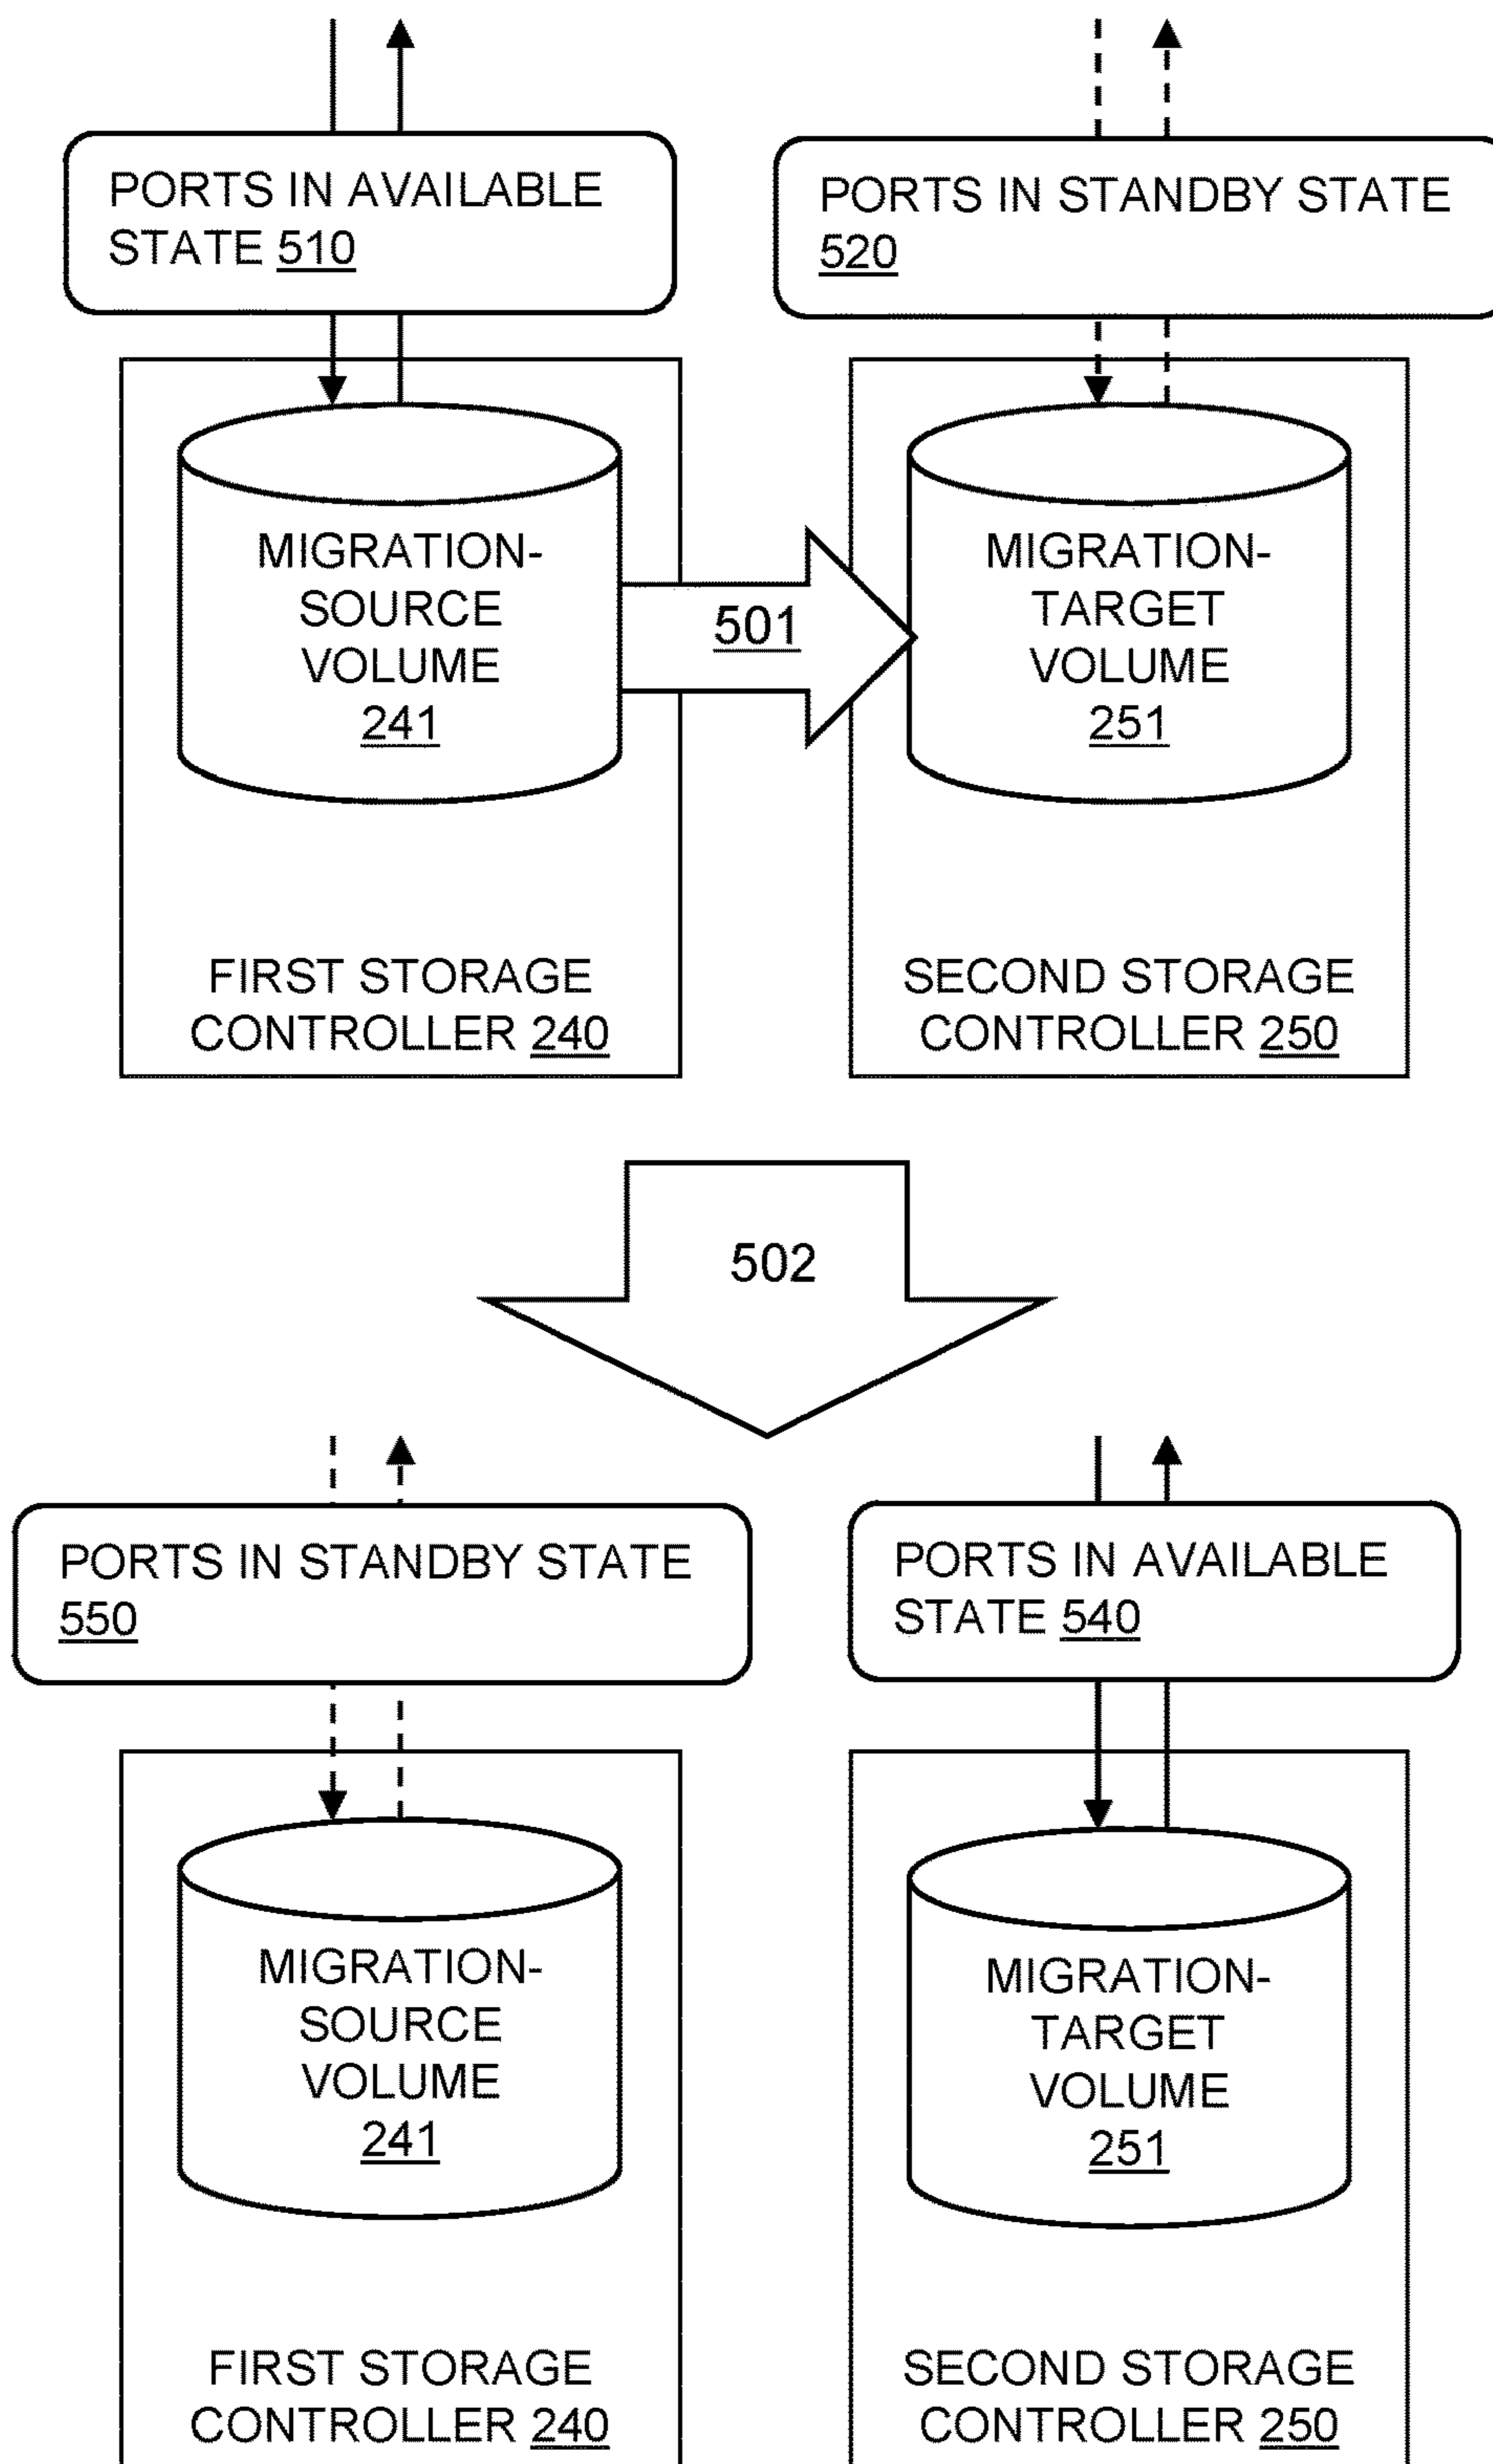 PORTS IN AVAILABLE
STATE 510
PORTS IN STANDBY STATE
520
MIGRATION-
SOURCE
VOLUME
241
501
MIGRATION-
TARGET
VOLUME
251
FIRST STORAGE
CONTROLLER 240
SECOND STORAGE
CONTROLLER 250
502
PORTS IN STANDBY STATE
550
PORTS IN AVAILABLE
STATE 540
MIGRATION-
SOURCE
VOLUME
241
MIGRATION-
TARGET
VOLUME
251
FIRST STORAGE
CONTROLLER 240
SECOND STORAGE
CONTROLLER 250